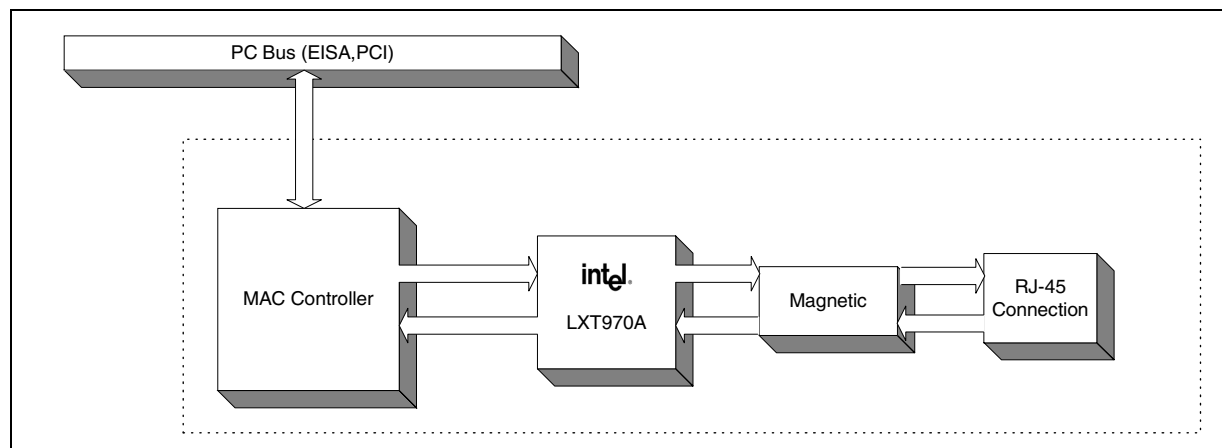 PC Bus (EISA,PCI)
MAC Controller
intel®
LXT970A
Magnetic
RJ-45
Connection